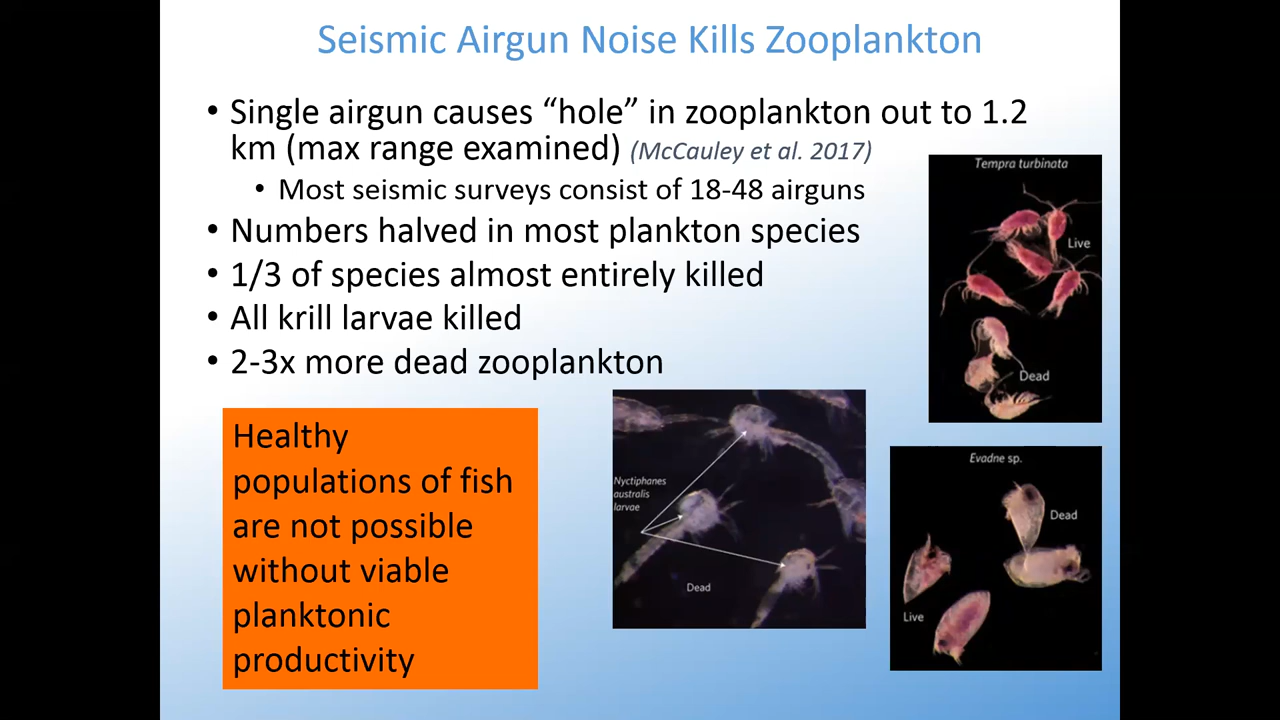 Seismic Airgun Noise Kills Zooplankton
• Single airgun causes “hole” in zooplankton out to 1.2
km (max range examined) (McCauley et al. 2017)
• Most seismic surveys consist of 18-48 airguns
• Numbers halved in most plankton species
• 1/3 of species almost entirely killed
• All krill larvae killed
• 2-3x more dead zooplankton
Healthy
populations of fish
are not possible
without viable
planktonic
productivity
Nyctiphanes
australis
larvae
Dead
Tempra turbinata
Live
Dead
Evadne sp.
Dead
Live